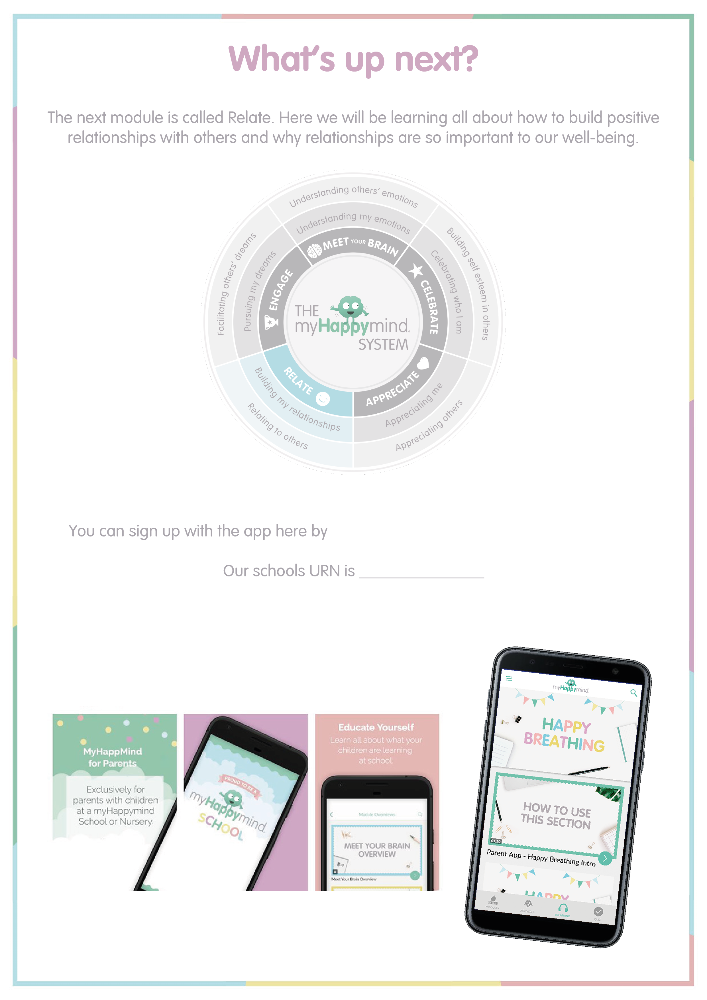 What's up next?
The next module is called Relate. Here we will be learning all about how to build positive
relationships with others and why relationships are so important to our well-being.
Understanding others' emotions
Understanding my emotions
MEET YOUR BRAIN
Building self esteem in others
Celebrating who I am
CELEBRATE
Facilitating others' dreams
Pursuing my dreams
ENGAGE
THE
myHappymind.
SYSTEM
RELATE
Building my relationships
Relating to others
APPRECIATE
Appreciating me
Appreciating others
You can sign up with the app here by
Our schools URN is
MyHappMind
for Parents
Exclusively for
parents with children
at a myHappymind
School or Nursery.
PROUD TO BE A
myHappymind.
SCHOOL
Educate Yourself
Learn all about what your
children are learning
at school.
Module Overviews
MEET YOUR BRAIN
OVERVIEW
Meet Your Brain Overview
myHappymind.
HAPPY
BREATHING
HOW TO USE
THIS SECTION
01:20
Parent App - Happy Breathing Intro
HAPPY
MODULES
ACTIVITIES
BREATHING
QUIZ